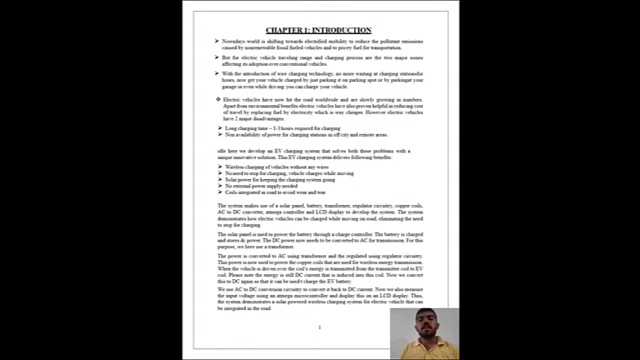 CHAPTER 1: INTRODUCTION
➢ Nowadays world is shifting towards electrified mobility to reduce the pollutant emissions
caused by nonrenewable fossil fueled vehicles and to pricey fuel for transportation.
➢ But for electric vehicle traveling range and charging process are the two major issues
affecting its adoption over conventional vehicles.
➢ With the introduction of wire charging technology, no more waiting at charging stations for
hours, now get your vehicle charged by just parking it on parking spot or by parking at your
garage or even while driving you can charge your vehicle.
❖ Electric vehicles have now hit the road worldwide and are slowly growing in numbers.
Apart from environmental benefits electric vehicles have also proven helpful in reducing cost
of travel by replacing fuel by electricity which is way cheaper. However electric vehicles
have 2 major disadvantages.
➢ Long charging time – 1-3 hours required for charging
➢ Non availability of power for charging stations in off city and remote areas.
here we develop an EV charging system that solves both these problems with a
unique innovative solution. This EV charging system delivers following benefits:
➢ Wireless charging of vehicles without any wires
➢ No need to stop for charging, vehicle charges while moving
➢ Solar power for keeping the charging system going
➢ No external power supply needed
➢ Coils integrated in road to avoid wear and tear
The system makes use of a solar panel, battery, transformer, regulator circuitry, copper coils,
AC to DC converter, atmega controller and LCD display to develop the system. The system
demonstrates how electric vehicles can be charged while moving on road, eliminating the
need to stop for charging.
The solar panel is used to power the battery through a charge controller. The battery is charged
and stores dc power. The DC power now needs to be converted to AC for transmission. For this
purpose, we here use a transformer.
The power is converted to AC using transformer and the regulated using regulator circuitry.
This power is now used to power the copper coils that are used for wireless energy transmission.
When the vehicle is driven over the coil's energy is transmitted from the transmitter coil to EV
coil. Please note the energy is still DC current that is induced into this coil. Now we convert
this to DC again so that it can be used t charge the EV battery.
We use AC to DC conversion circuitry to convert it back to DC current. Now we also measure
the input voltage using an atmega microcontroller and display this on an LCD display. Thus,
the system demonstrates a solar powered wireless charging system for electric vehicle that can
be integrated in the road.
1